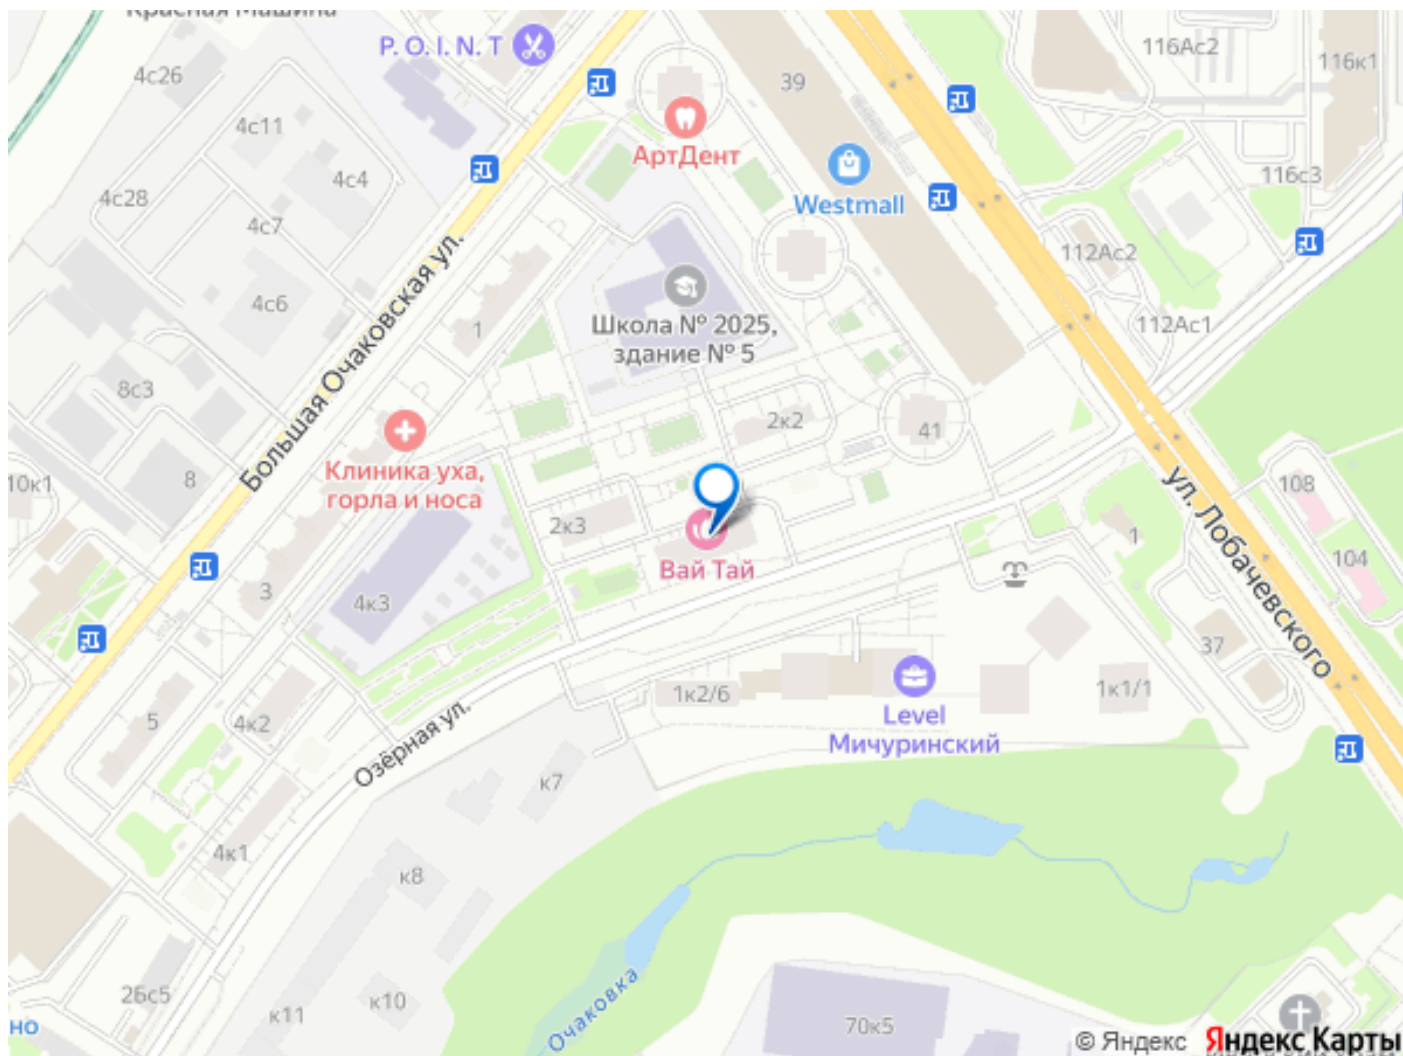 Красная Машина
P. O. I. N. T
4с26
4с11
4с4
4с28
4с7
4с6
39
116Ас2
116к1
АртДент
Westmall
116с3
112Ас2
112Ас1
Большая Очаковская ул.
1
Школа № 2025,
здание № 5
8с3
8
10к1
Клиника уха,
горла и носа
2к2
41
2к3
Вай Тай
ул. Лобачевского
108
104
1
37
3
4к3
1к2/6
Level
Мичуринский
1к1/1
5
4к2
Озёрная ул.
к7
4к1
к8
26с5
к10
к11
Очаковка
70к5
но
© Яндекс
Яндекс Карты